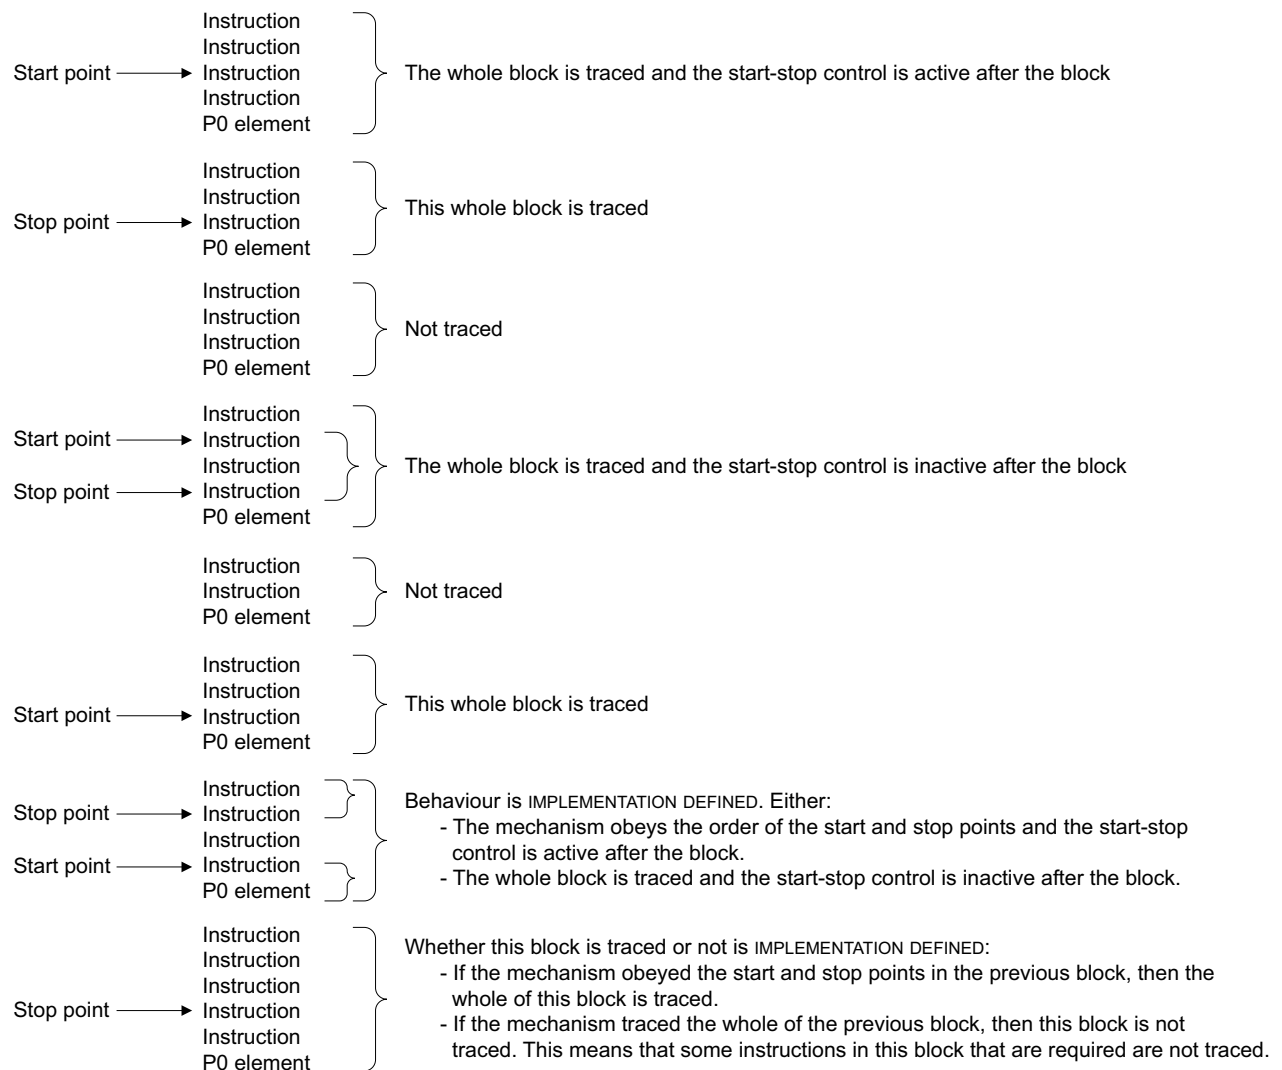 Instruction
Instruction
Start point Instruction The whole block is traced and the start-stop control is active after the block
Instruction
P0 element
Instruction
Instruction This whole block is traced
Stop point Instruction
P0 element
Instruction
Instruction Not traced
Instruction
P0 element
Instruction
Start point Instruction
Instruction The whole block is traced and the start-stop control is inactive after the block
Stop point Instruction
P0 element
Instruction
Instruction Not traced
P0 element
Instruction
Instruction This whole block is traced
Start point Instruction
P0 element
Instruction Behaviour is IMPLEMENTATION DEFINED. Either:
Stop point Instruction - The mechanism obeys the order of the start and stop points and the start-stop
Instruction control is active after the block.
Start point Instruction - The whole block is traced and the start-stop control is inactive after the block.
P0 element
Instruction Whether this block is traced or not is IMPLEMENTATION DEFINED:
Instruction - If the mechanism obeyed the start and stop points in the previous block, then the
Instruction whole of this block is traced.
Stop point Instruction - If the mechanism traced the whole of the previous block, then this block is not
Instruction traced. This means that some instructions in this block that are required are not traced.
P0 element